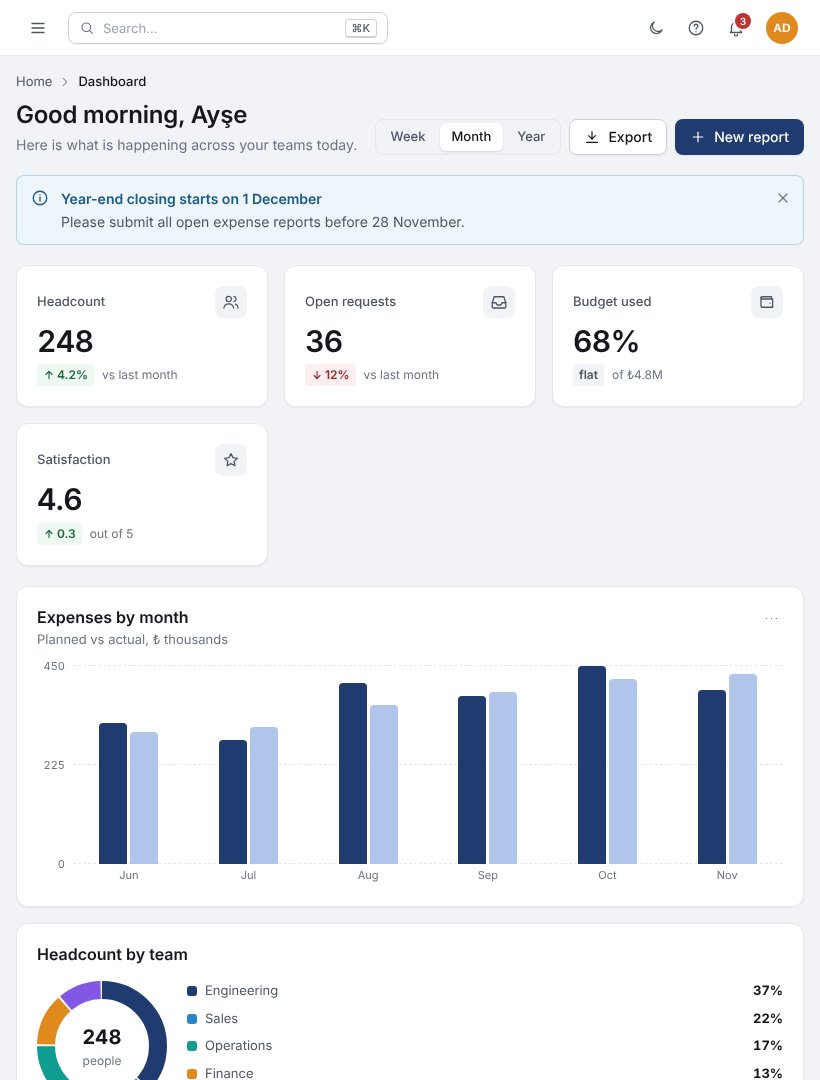 Search... ⌘K 3 AD
Home > Dashboard
Good morning, Ayşe
Here is what is happening across your teams today.
Week Month Year Export + New report
Year-end closing starts on 1 December
Please submit all open expense reports before 28 November.
Headcount
248
↑ 4.2% vs last month
Open requests
36
↓ 12% vs last month
Budget used
68%
flat of ₺4.8M
Satisfaction
4.6
↑ 0.3 out of 5
Expenses by month ...
Planned vs actual, ₺ thousands
450
225
0
Jun Jul Aug Sep Oct Nov
Headcount by team
248
people
Engineering 37%
Sales 22%
Operations 17%
Finance 13%